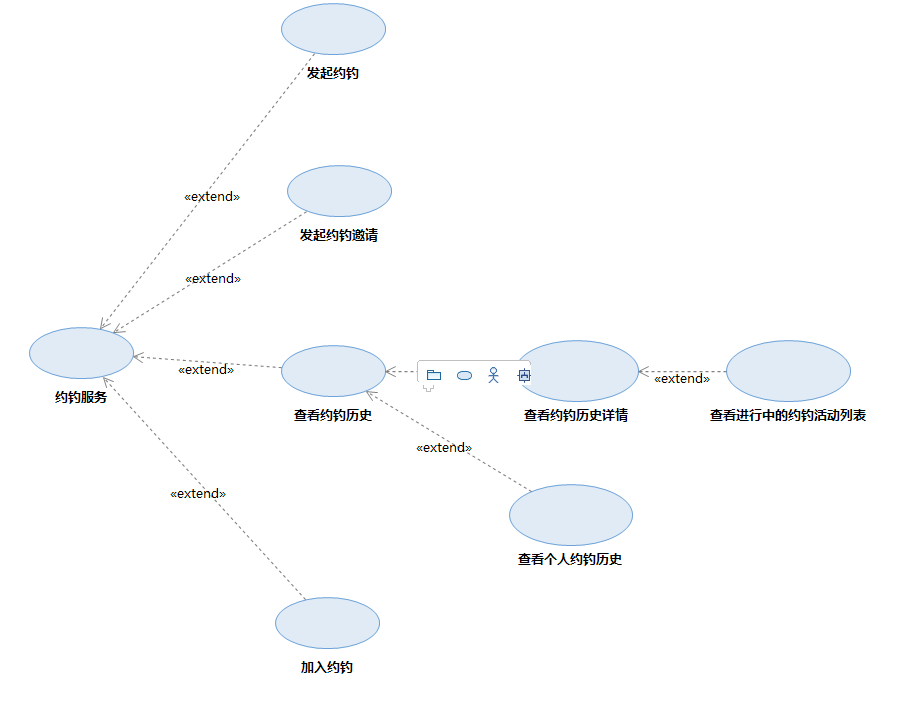 发起约钓
«extend»
发起约钓邀请
«extend»
«extend»
约钓服务
查看约钓历史
查看约钓历史详情
«extend»
查看进行中的约钓活动列表
«extend»
查看个人约钓历史
«extend»
加入约钓